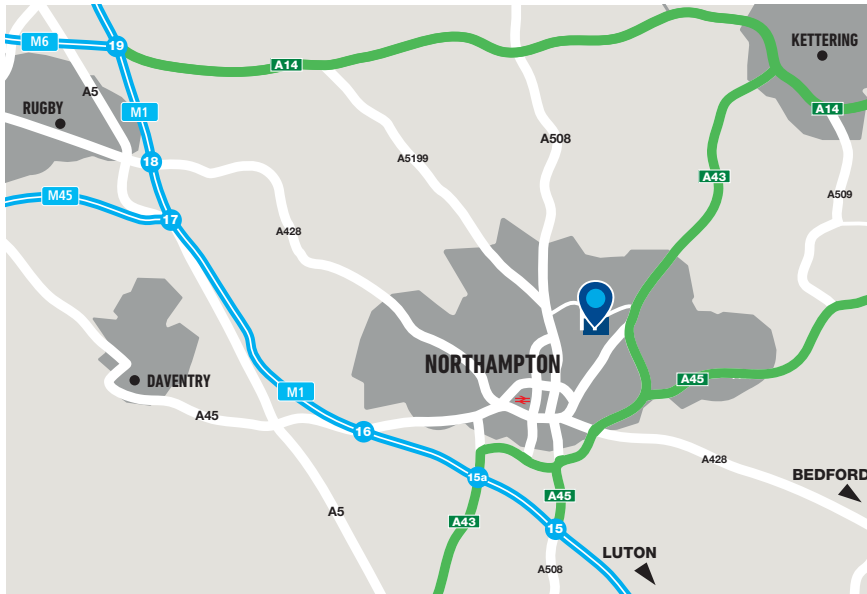 M6
19
A14
KETTERING
A5
M1
RUGBY
A14
A508
18
A5199
A43
M45
A509
17
A428
NORTHAMPTON
DAVENTRY
A45
M1
A45
16
A428
15a
BEDFORD
A45
A5
A43
15
LUTON
A508